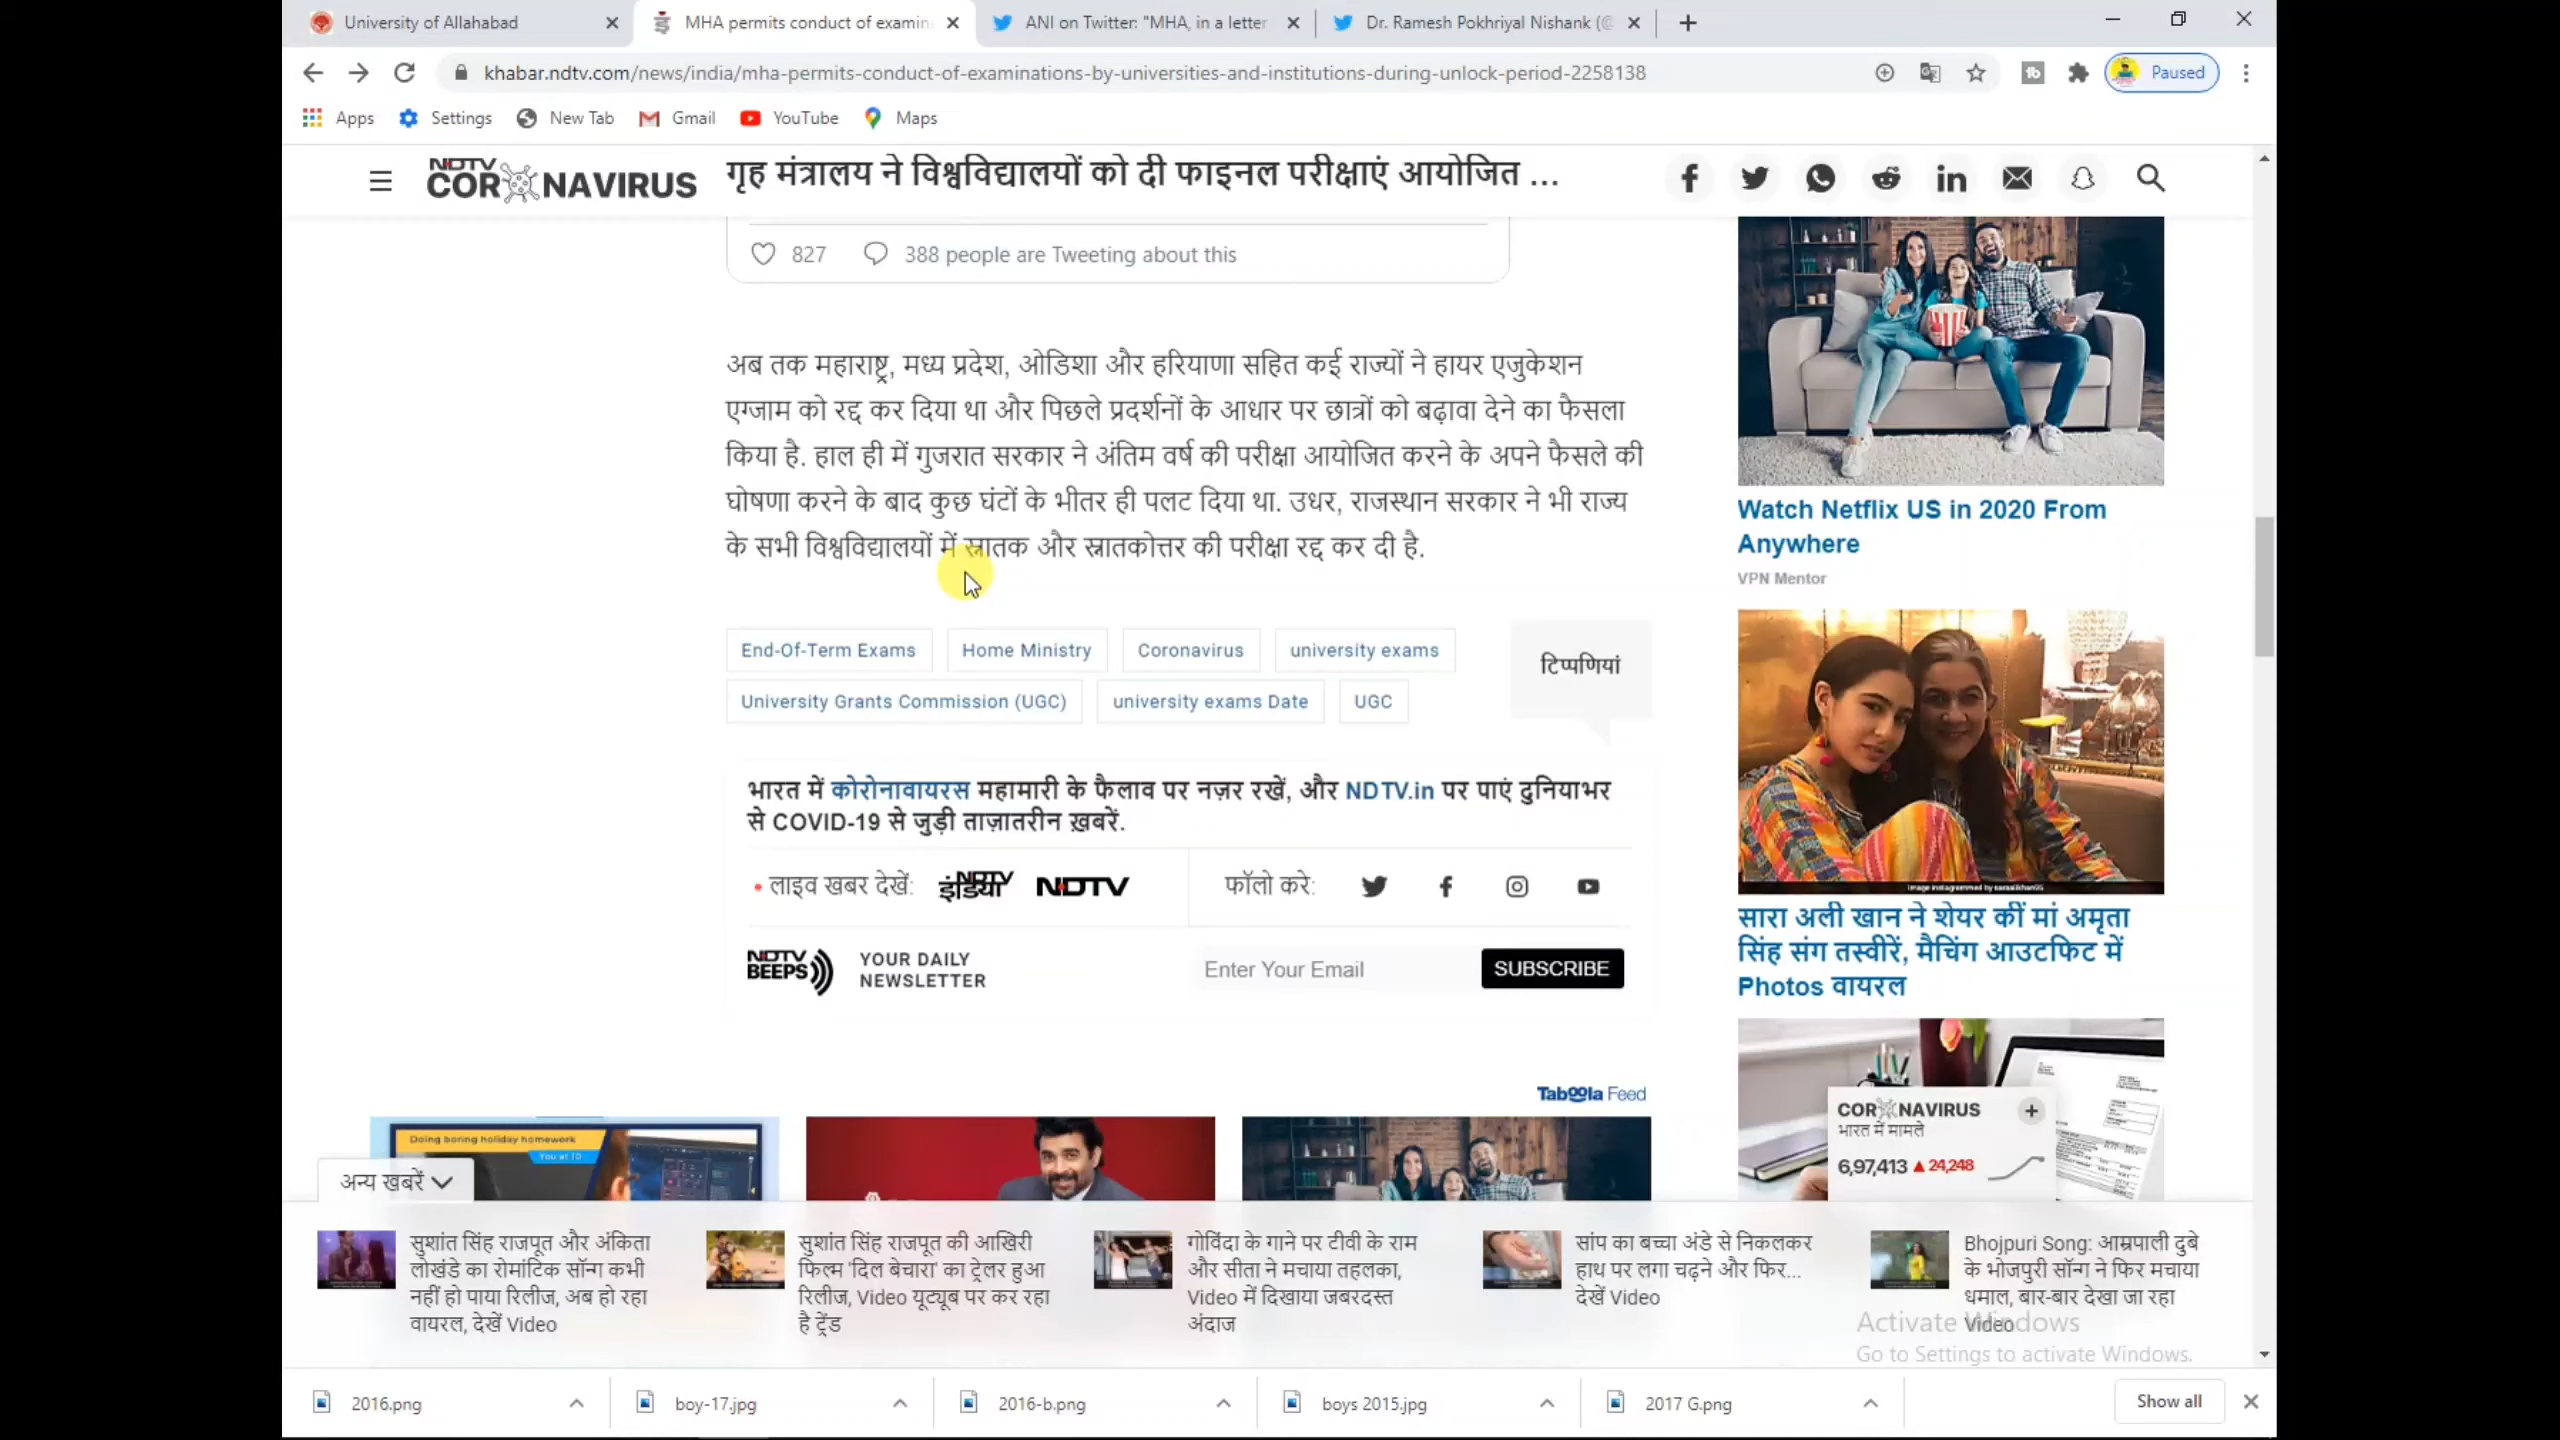 University of Allahabad
MHA permits conduct of examin
ANI on Twitter: "MHA, in a letter
Dr. Ramesh Pokhriyal Nishank (@
khabar.ndtv.com/news/india/mha-permits-conduct-of-examinations-by-universities-and-institutions-during-unlock-period-2258138
Paused
Apps
Settings
New Tab
Gmail
YouTube
Maps
NDTV
CORONAVIRUS
गृह मंत्रालय ने विश्वविद्यालयों को दी फाइनल परीक्षाएं आयोजित ...
827
388 people are Tweeting about this
अब तक महाराष्ट्र, मध्य प्रदेश, ओडिशा और हरियाणा सहित कई राज्यों ने हायर एजुकेशन
एग्जाम को रद्द कर दिया था और पिछले प्रदर्शनों के आधार पर छात्रों को बढ़ावा देने का फैसला
किया है. हाल ही में गुजरात सरकार ने अंतिम वर्ष की परीक्षा आयोजित करने के अपने फैसले की
घोषणा करने के बाद कुछ घंटों के भीतर ही पलट दिया था. उधर, राजस्थान सरकार ने भी राज्य
के सभी विश्वविद्यालयों में स्नातक और स्नातकोत्तर की परीक्षा रद्द कर दी है.
End-Of-Term Exams
Home Ministry
Coronavirus
university exams
University Grants Commission (UGC)
university exams Date
UGC
टिप्पणियां
भारत में कोरोनावायरस महामारी के फैलाव पर नज़र रखें, और NDTV.in पर पाएं दुनियाभर
से COVID-19 से जुड़ी ताज़ातरीन ख़बरें.
लाइव खबर देखें:
NDTV
इंडिया
NDTV
फॉलो करे:
NDTV
BEEPS
YOUR DAILY
NEWSLETTER
Enter Your Email
SUBSCRIBE
Taboola Feed
Watch Netflix US in 2020 From
Anywhere
VPN Mentor
Image instagrammed by saraalikhan95
सारा अली खान ने शेयर कीं मां अमृता
सिंह संग तस्वीरें, मैचिंग आउटफिट में
Photos वायरल
CORONAVIRUS
भारत में मामले
6,97,413 ▲ 24,248
Doing boring holiday homework
You at 10
अन्य खबरें
सुशांत सिंह राजपूत और अंकिता
लोखंडे का रोमांटिक सॉन्ग कभी
नहीं हो पाया रिलीज, अब हो रहा
वायरल, देखें Video
सुशांत सिंह राजपूत की आखिरी
फिल्म 'दिल बेचारा' का ट्रेलर हुआ
रिलीज, Video यूट्यूब पर कर रहा
है ट्रेंड
गोविंदा के गाने पर टीवी के राम
और सीता ने मचाया तहलका,
Video में दिखाया जबरदस्त
अंदाज
सांप का बच्चा अंडे से निकलकर
हाथ पर लगा चढ़ने और फिर...
देखें Video
Bhojpuri Song: आम्रपाली दुबे
के भोजपुरी सॉन्ग ने फिर मचाया
धमाल, बार-बार देखा जा रहा
Video
Activate Windows
Go to Settings to activate Windows.
2016.png
boy-17.jpg
2016-b.png
boys 2015.jpg
2017 G.png
Show all